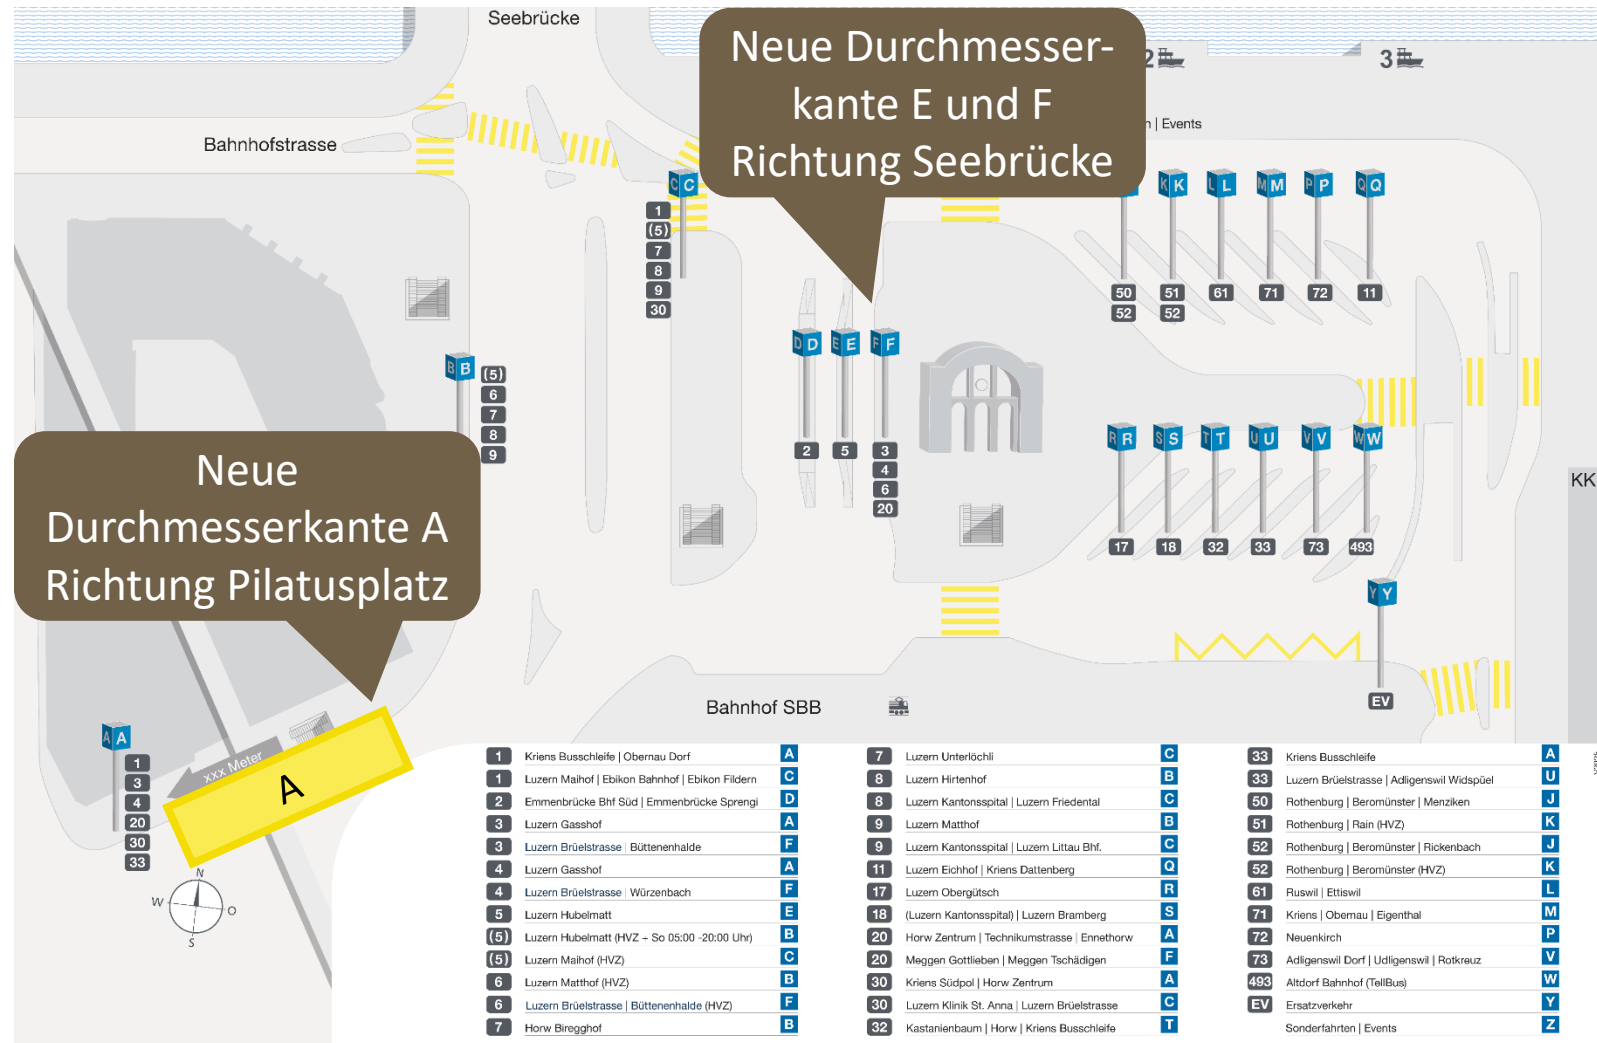 Seebrücke
Neue Durchmesser-
kante E und F
Richtung Seebrücke
2
3
| Events
Bahnhofstrasse
C C
1
(5)
7
8
9
30
K K
L L
M M
P P
Q Q
50
52
51
52
61
71
72
11
B B
(5)
6
7
8
9
D D
E E
F F
2
5
3
4
6
20
R R
S S
T T
U U
V V
W W
17
18
32
33
73
493
KK
Neue
Durchmesserkante A
Richtung Pilatusplatz
Y Y
EV
Bahnhof SBB
A A
1
3
4
20
30
33
xxx Meter
A
N
W
O
S
1 Kriens Busschleife | Obernau Dorf A
1 Luzern Maihof | Ebikon Bahnhof | Ebikon Fildern C
2 Emmenbrücke Bhf Süd | Emmenbrücke Sprengi D
3 Luzern Gasshof A
3 Luzern Brüelstrasse | Büttenenhalde F
4 Luzern Gasshof A
4 Luzern Brüelstrasse | Würzenbach F
5 Luzern Hubelmatt E
(5) Luzern Hubelmatt (HVZ + So 05:00 -20:00 Uhr) B
(5) Luzern Maihof (HVZ) C
6 Luzern Matthof (HVZ) B
6 Luzern Brüelstrasse | Büttenenhalde (HVZ) F
7 Horw Biregghof B
7 Luzern Unterlöchli C
8 Luzern Hirtenhof B
8 Luzern Kantonsspital | Luzern Friedental C
9 Luzern Matthof B
9 Luzern Kantonsspital | Luzern Littau Bhf. C
11 Luzern Eichhof | Kriens Dattenberg Q
17 Luzern Obergütsch R
18 (Luzern Kantonsspital) | Luzern Bramberg S
20 Horw Zentrum | Technikumstrasse | Ennethorw A
20 Meggen Gottlieben | Meggen Tschädigen F
30 Kriens Südpol | Horw Zentrum A
30 Luzern Klinik St. Anna | Luzern Brüelstrasse C
32 Kastanienbaum | Horw | Kriens Busschleife T
33 Kriens Busschleife A
33 Luzern Brüelstrasse | Adligenswil Widspüel U
50 Rothenburg | Beromünster | Menziken J
51 Rothenburg | Rain (HVZ) K
52 Rothenburg | Beromünster | Rickenbach J
52 Rothenburg | Beromünster (HVZ) K
61 Ruswil | Ettiswil L
71 Kriens | Obernau | Eigenthal M
72 Neuenkirch P
73 Adligenswil Dorf | Udligenswil | Rotkreuz V
493 Altdorf Bahnhof (TellBus) W
EV Ersatzverkehr Y
Sonderfahrten | Events Z